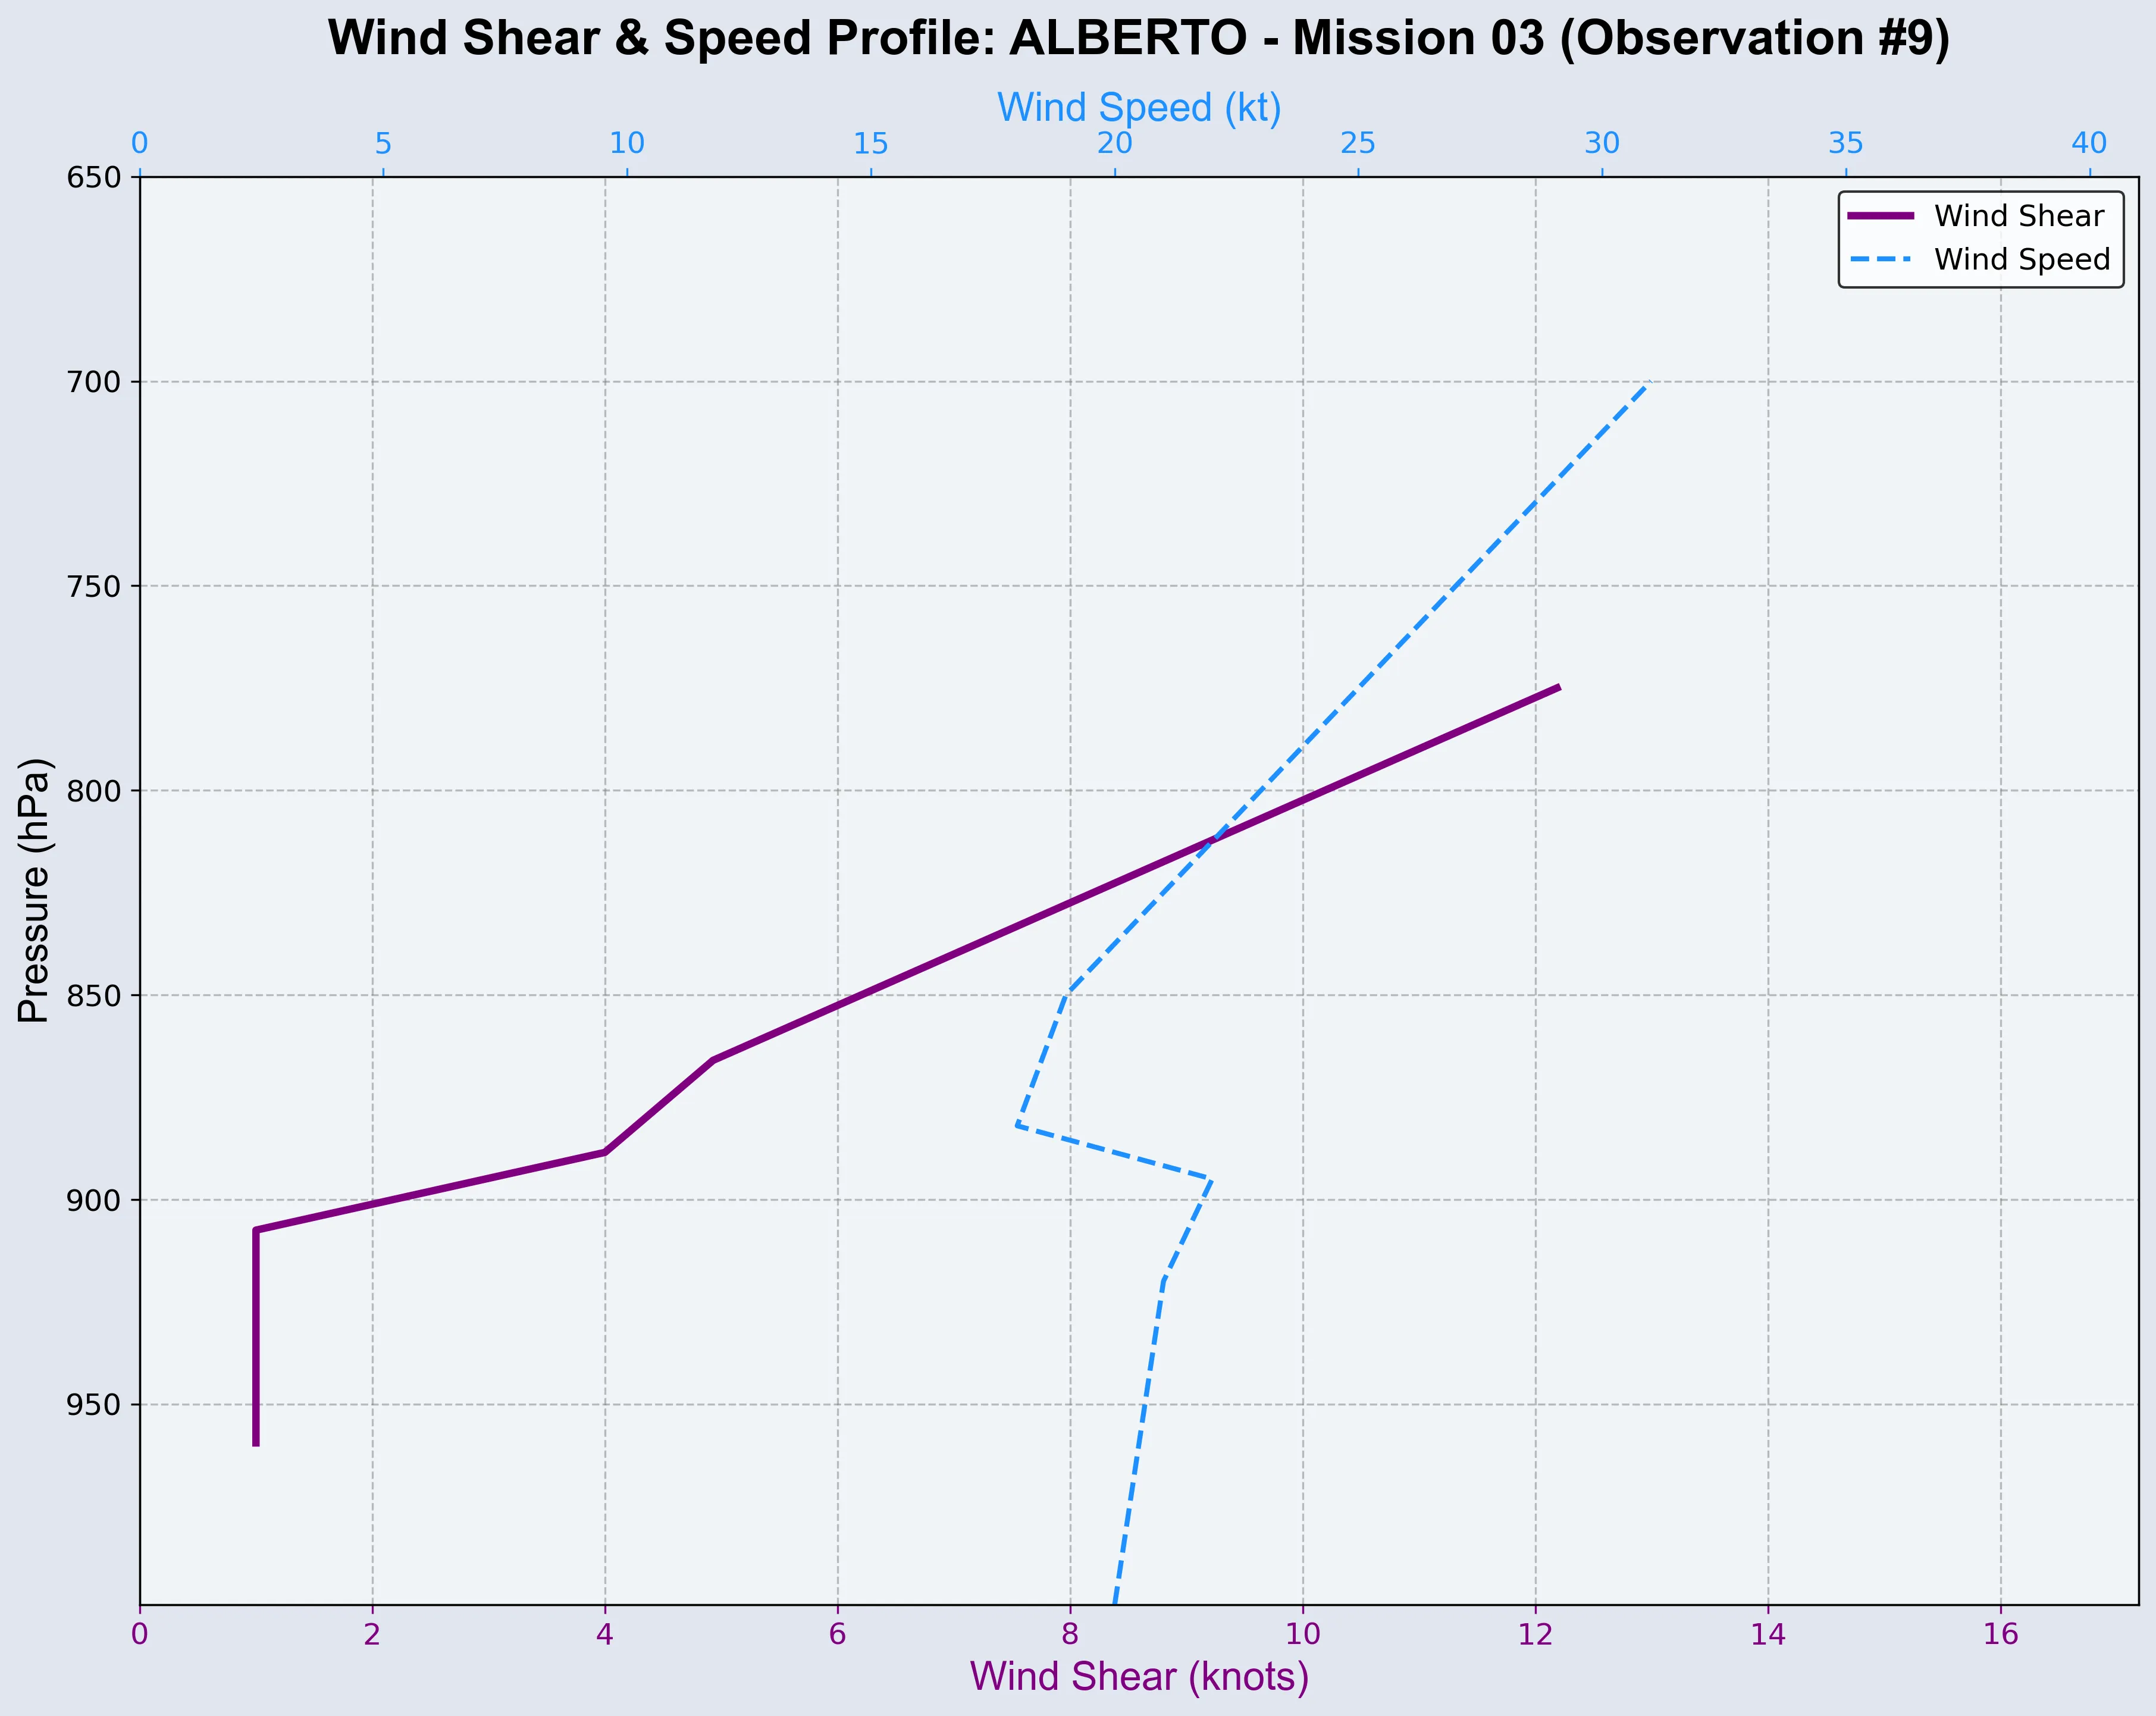 Wind Shear & Speed Profile: ALBERTO - Mission 03 (Observation #9)
Wind Speed (kt)
0 5 10 15 20 25 30 35 40
Wind Shear
Wind Speed
Pressure (hPa)
650
700
750
800
850
900
950
0 2 4 6 8 10 12 14 16
Wind Shear (knots)